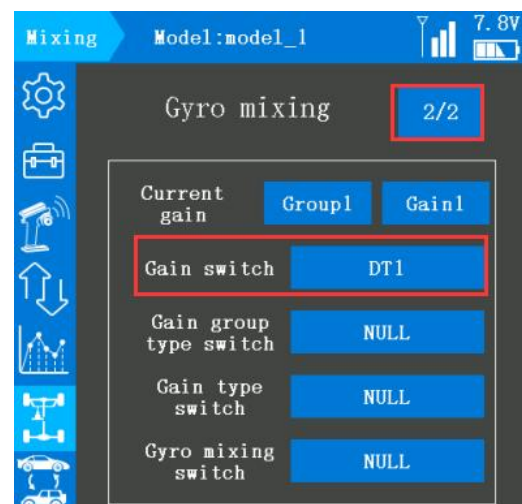 Mixing Model:model_1 7.8V
Gyro mixing 2/2
Current
gain
Group1 Gain1
Gain switch DT1
Gain group
type switch
NULL
Gain type
switch
NULL
Gyro mixing
switch
NULL